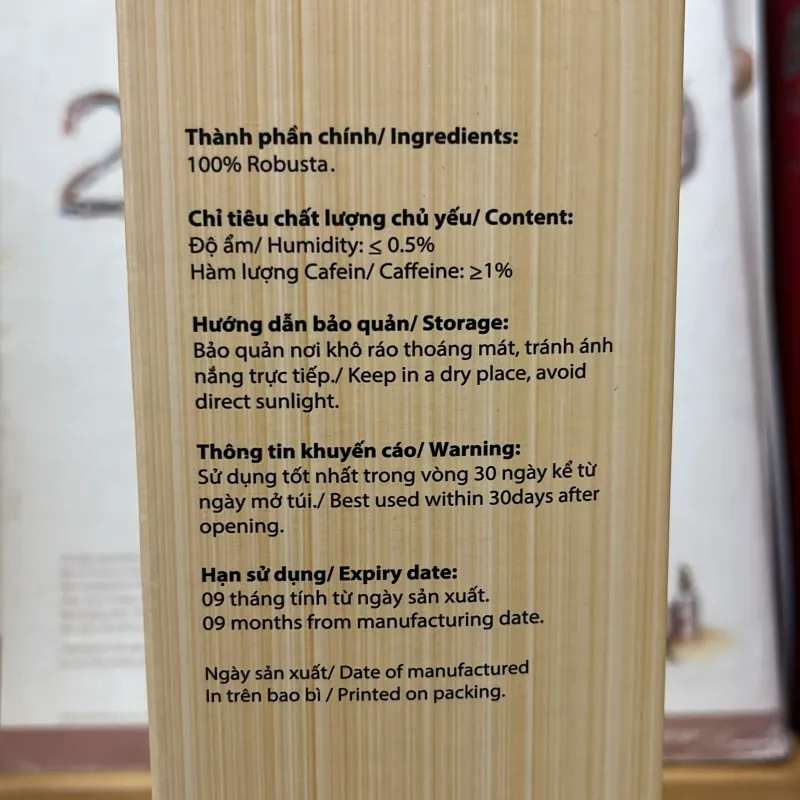 Thành phần chính/ Ingredients:
100% Robusta.
Chỉ tiêu chất lượng chủ yếu/ Content:
Độ ẩm/ Humidity: ≤ 0.5%
Hàm lượng Cafein/ Caffeine: ≥1%
Hướng dẫn bảo quản/ Storage:
Bảo quản nơi khô ráo thoáng mát, tránh ánh
nắng trực tiếp./ Keep in a dry place, avoid
direct sunlight.
Thông tin khuyến cáo/ Warning:
Sử dụng tốt nhất trong vòng 30 ngày kể từ
ngày mở túi./ Best used within 30days after
opening.
Hạn sử dụng/ Expiry date:
09 tháng tính từ ngày sản xuất.
09 months from manufacturing date.
Ngày sản xuất/ Date of manufactured
In trên bao bì / Printed on packing.
2